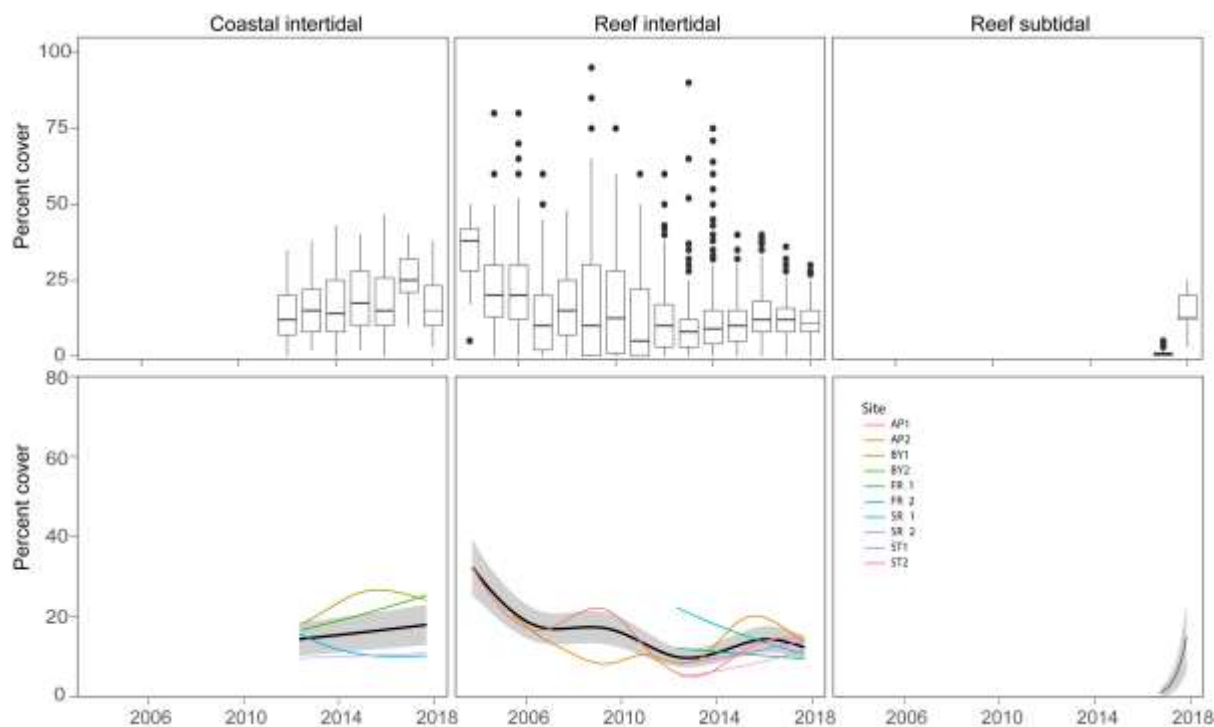 Coastal intertidal Reef intertidal Reef subtidal
Percent cover
100
75
50
25
0
Percent cover
80
60
40
20
0
Site
AP1
AP2
BY1
BY2
FR 1
FR 2
SR 1
SR 2
ST1
ST2
2006 2010 2014 2018 2006 2010 2014 2018 2006 2010 2014 2018